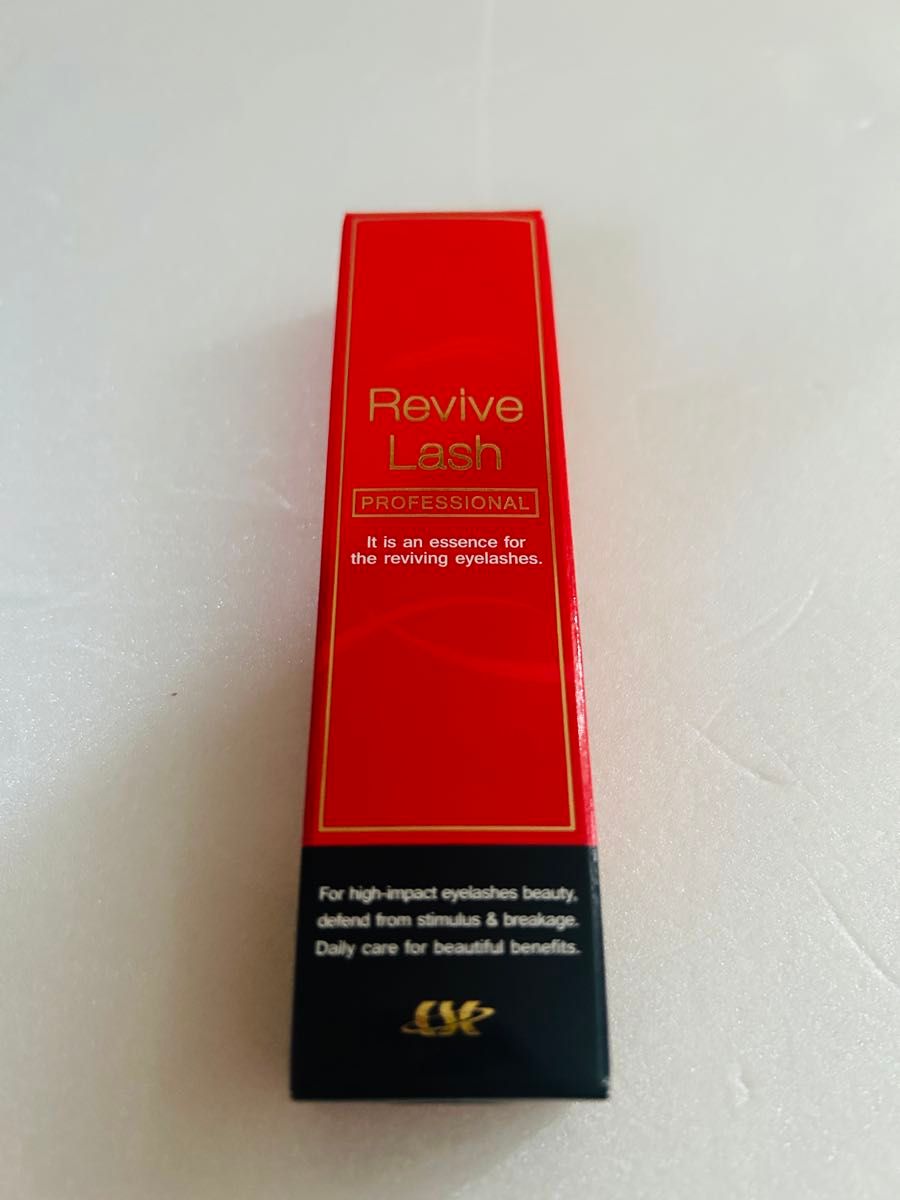 Revive
Lash
PROFESSIONAL
It is an essence for
the reviving eyelashes.
For high-impact eyelashes beauty,
defend from stimulus & breakage.
Daily care for beautiful benefits.